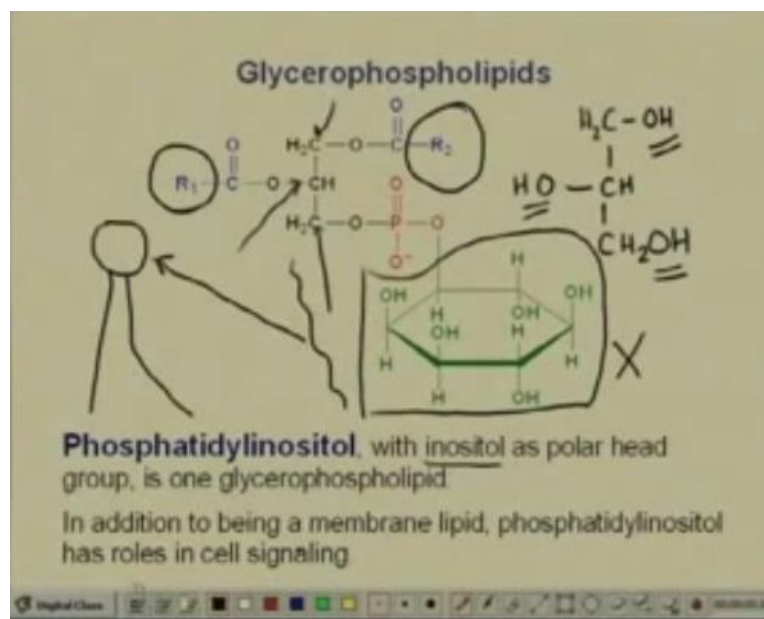 Glycerophospholipids
O
O
H₂C—O—C—R₂
R₁—C—O—CH
O
H₂C—O—P—O
O⁻
H₂C-OH
HO-CH
CH₂OH
H
OH
OH
H
OH
OH
H
H
H
H
OH
X
Phosphatidylinositol, with inositol as polar head
group, is one glycerophospholipid
In addition to being a membrane lipid, phosphatidylinositol
has roles in cell signaling
Digital Class